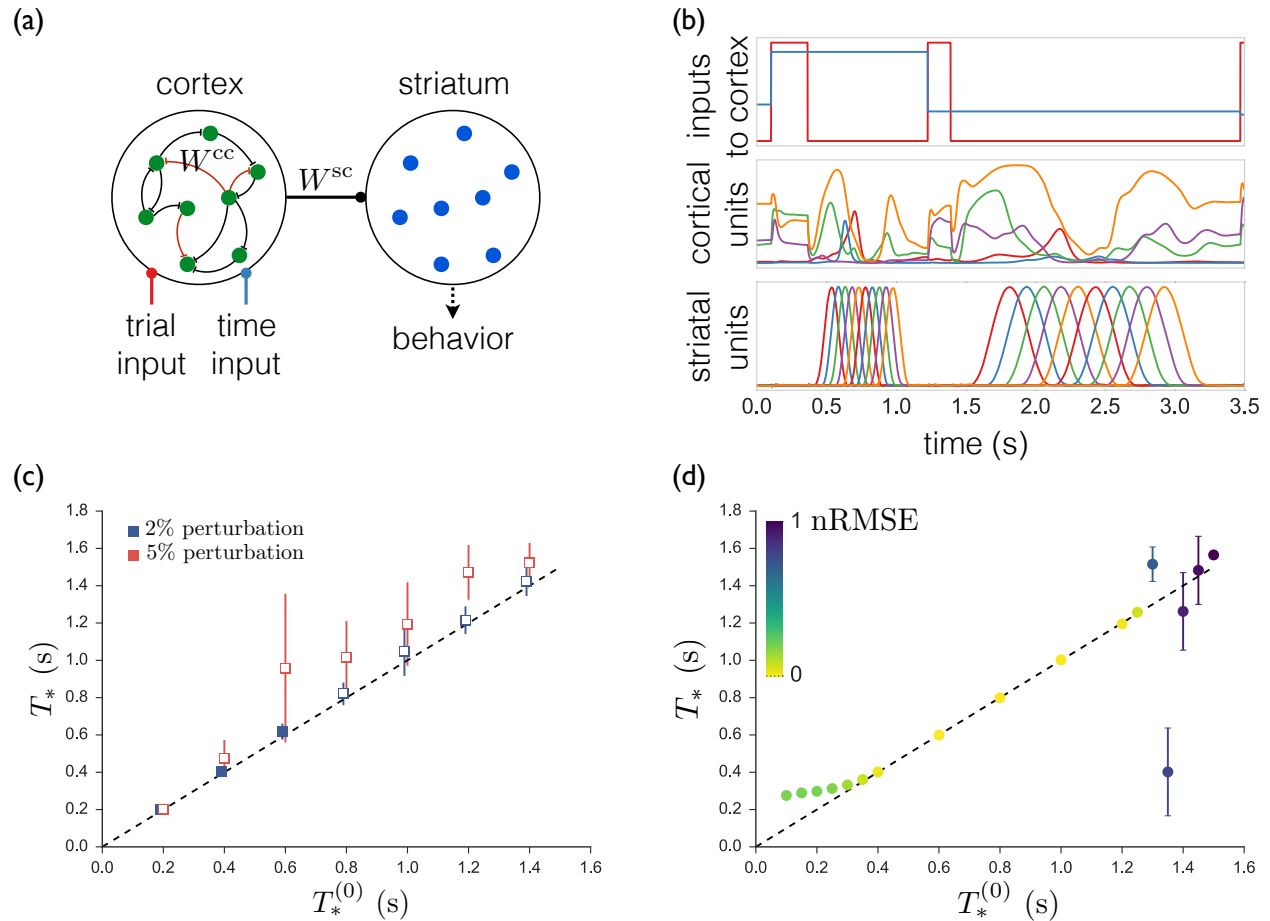 (a)
cortex
striatum
W^cc
W^sc
trial
input
time
input
behavior
(b)
inputs
to cortex
cortical
units
striatal
units
0.0 0.5 1.0 1.5 2.0 2.5 3.0 3.5
time (s)
(c)
1.8
1.6
1.4
1.2
1.0
0.8
0.6
0.4
0.2
0.0
T_* (s)
2% perturbation
5% perturbation
0.0 0.2 0.4 0.6 0.8 1.0 1.2 1.4 1.6
T_*^(0) (s)
(d)
1.8
1.6
1.4
1.2
1.0
0.8
0.6
0.4
0.2
0.0
T_* (s)
1 nRMSE
0
0.0 0.2 0.4 0.6 0.8 1.0 1.2 1.4 1.6
T_*^(0) (s)